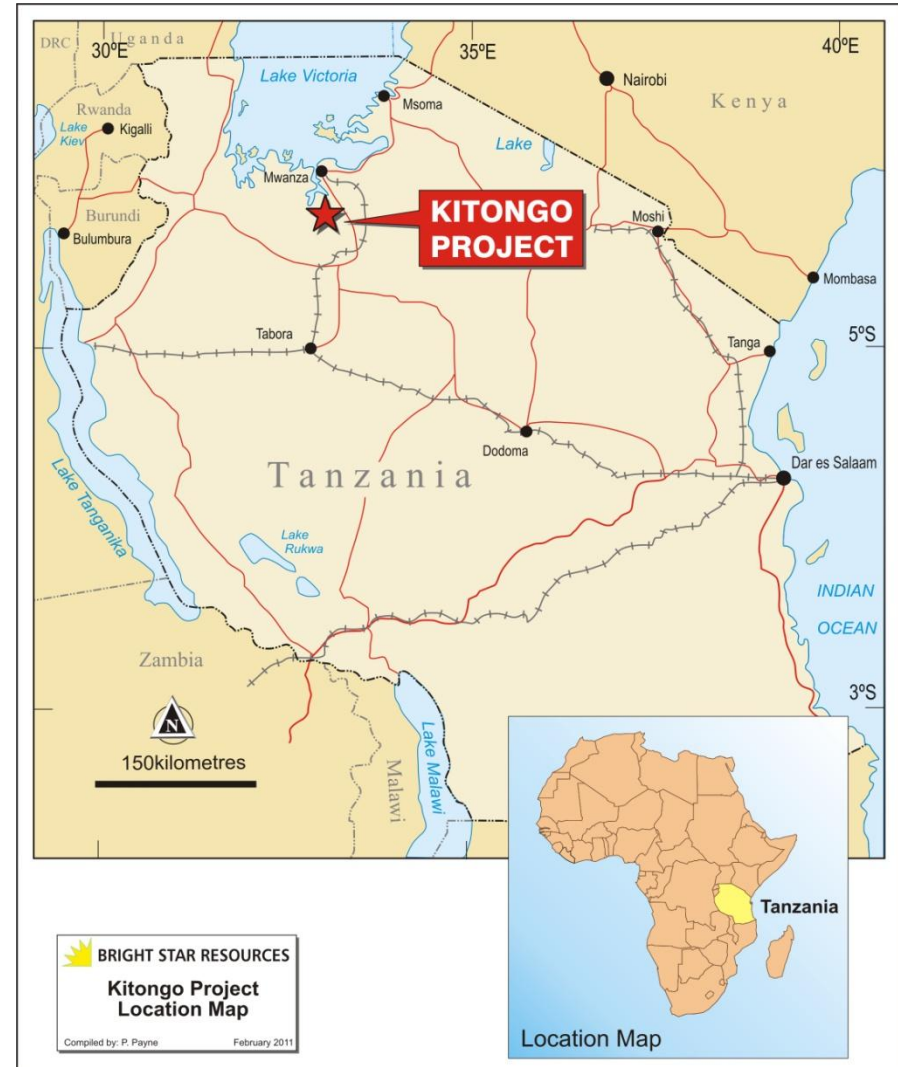 30ºE
35ºE
40ºE
DRC
Uganda
Lake Victoria
Nairobi
Msoma
Kenya
Rwanda
Lake
Kiev
Kigalli
Lake
Mwanza
KITONGO
PROJECT
Burundi
Bulumbura
Moshi
Mombasa
Tabora
Tanga
5ºS
Dodoma
Dar es Salaam
Tanzania
Lake Tanganika
Lake
Rukwa
INDIAN
OCEAN
Zambia
3ºS
N
150kilometres
Malawi
Lake Malawi
Tanzania
Location Map
BRIGHT STAR RESOURCES
Kitongo Project
Location Map
Compiled by: P. Payne
February 2011